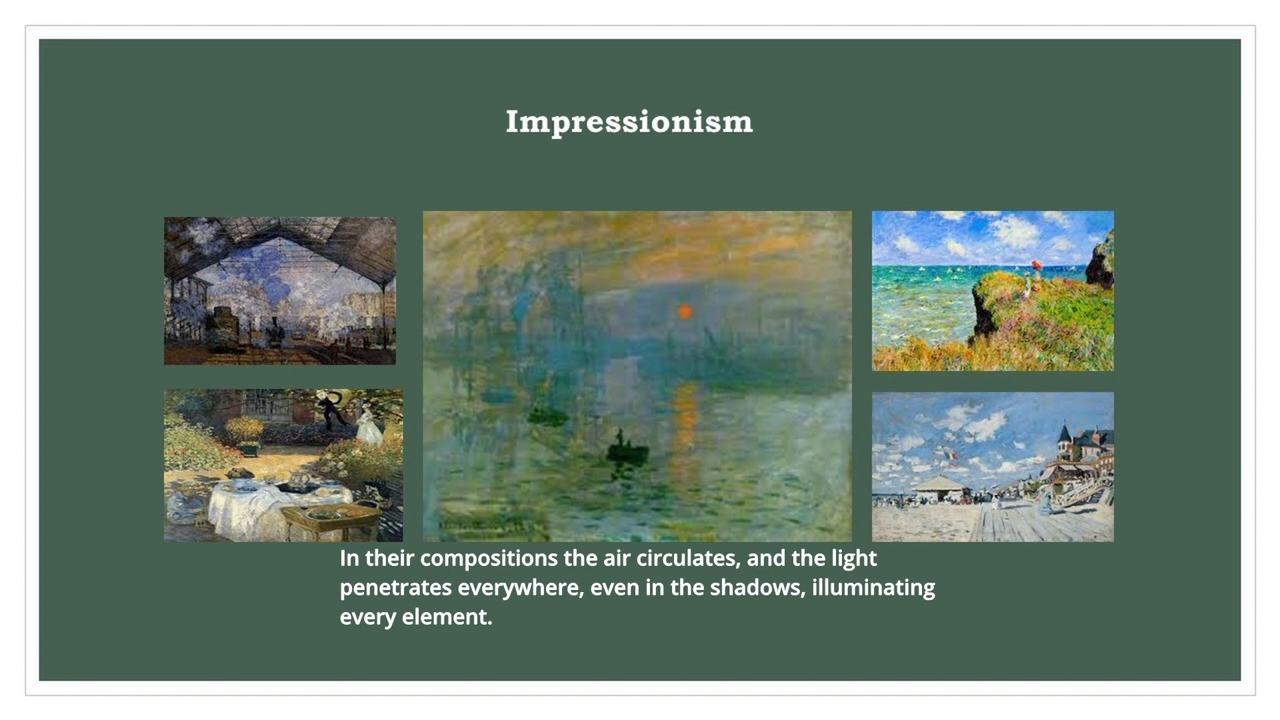 Impressionism
In their compositions the air circulates, and the light
penetrates everywhere, even in the shadows, illuminating
every element.